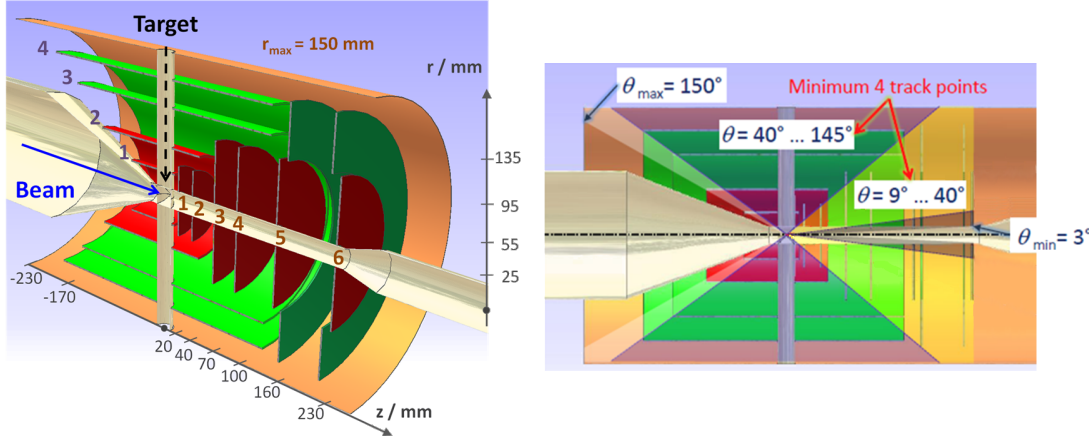 Target
r_max = 150 mm
4
3
2
1
r / mm
135
95
55
25
Beam
1
2
3
4
5
6
-230
-170
20
40
70
100
160
230
z / mm
θ_max = 150°
Minimum 4 track points
θ = 40° ... 145°
θ = 9° ... 40°
θ_min = 3°